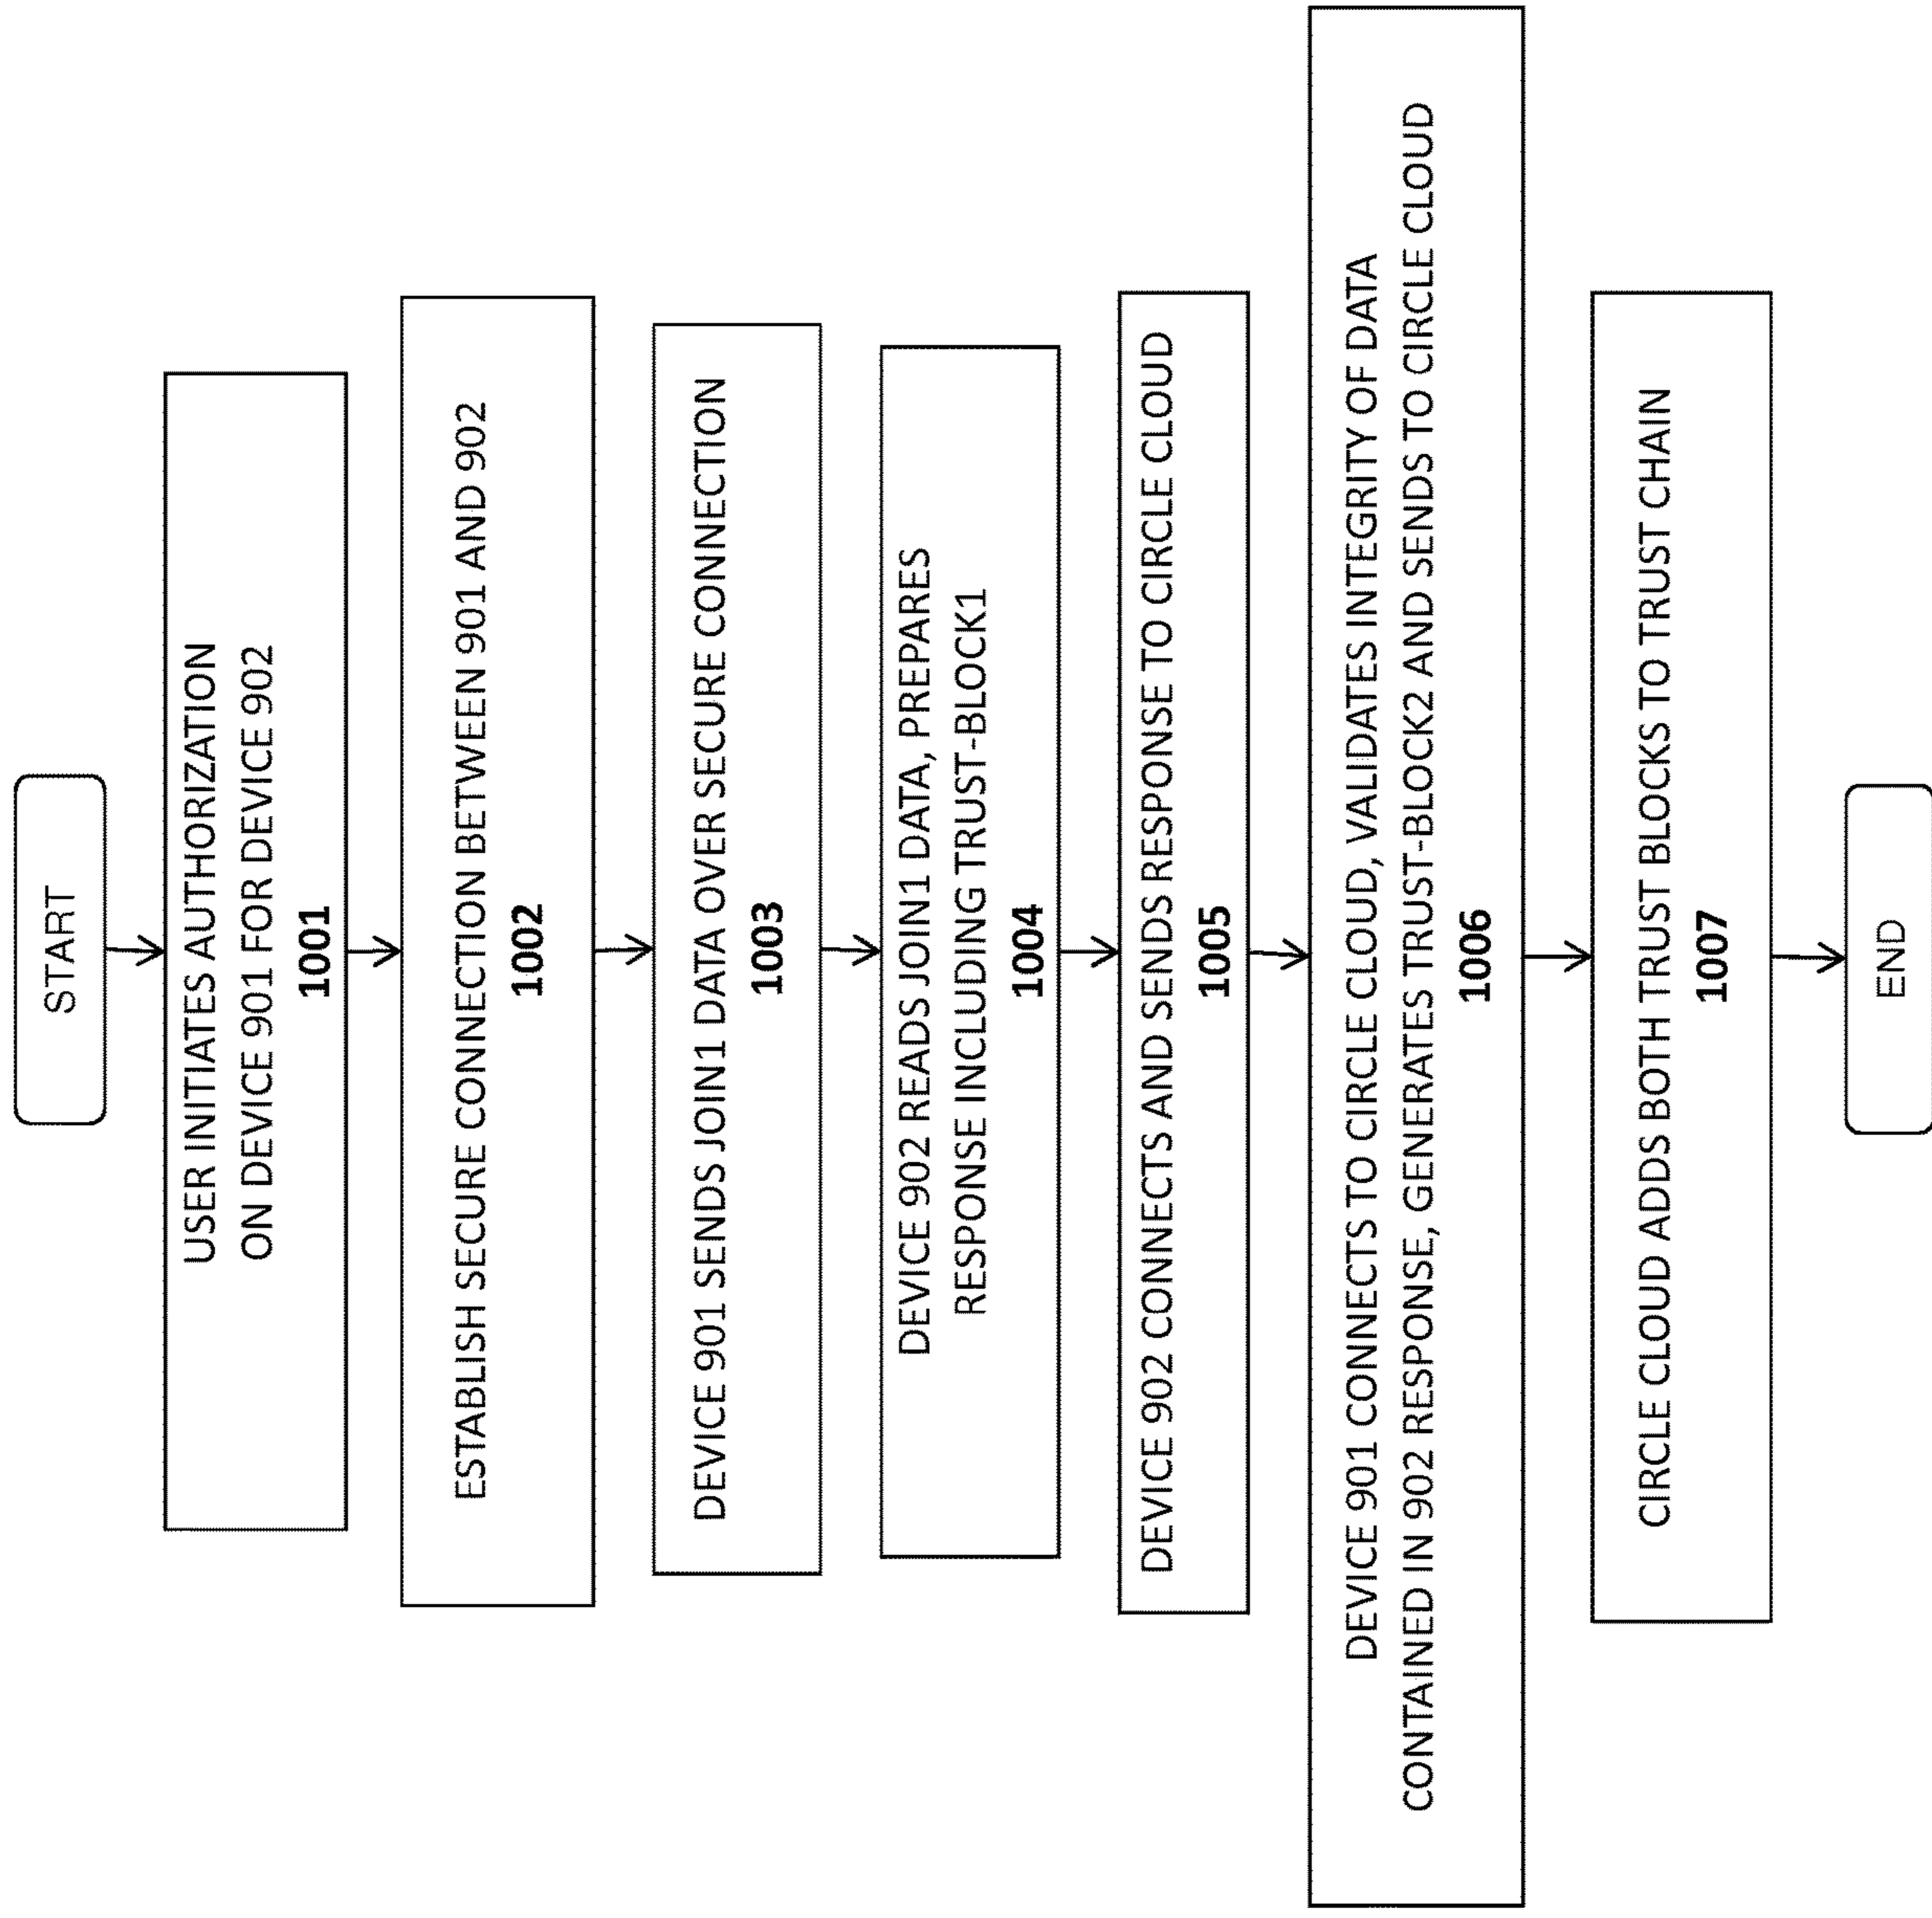 START
USER INITIATES AUTHORIZATION
ON DEVICE 901 FOR DEVICE 902
1001
ESTABLISH SECURE CONNECTION BETWEEN 901 AND 902
1002
DEVICE 901 SENDS JOIN1 DATA OVER SECURE CONNECTION
1003
DEVICE 902 READS JOIN1 DATA, PREPARES
RESPONSE INCLUDING TRUST-BLOCK1
1004
DEVICE 902 CONNECTS AND SENDS RESPONSE TO CIRCLE CLOUD
1005
DEVICE 901 CONNECTS TO CIRCLE CLOUD, VALIDATES INTEGRITY OF DATA
CONTAINED IN 902 RESPONSE, GENERATES TRUST-BLOCK2 AND SENDS TO CIRCLE CLOUD
1006
CIRCLE CLOUD ADDS BOTH TRUST BLOCKS TO TRUST CHAIN
1007
END